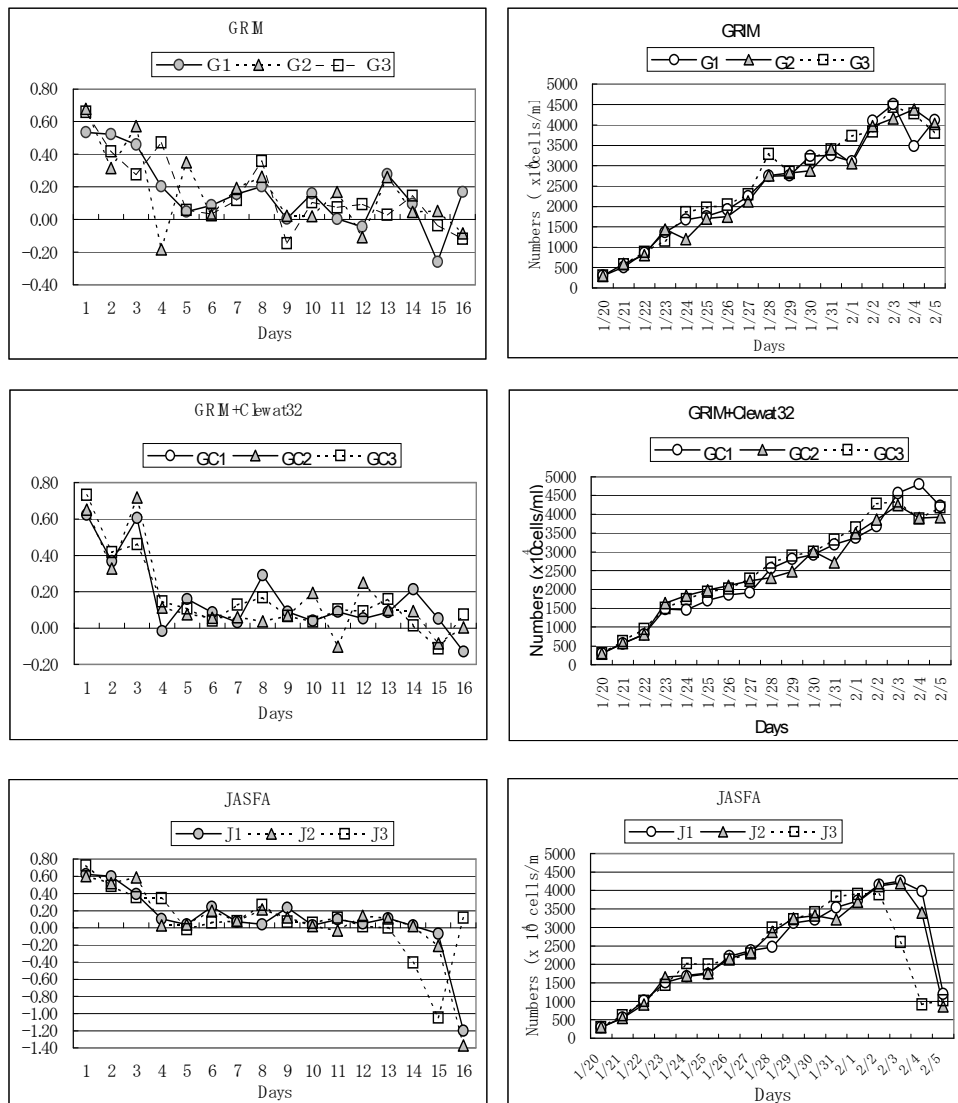 GRIM
G1 G2 G3
0.80
0.60
0.40
0.20
0.00
-0.20
-0.40
1 2 3 4 5 6 7 8 9 10 11 12 13 14 15 16
Days
GRIM
G1 G2 G3
Numbers ( x10⁴cells/ml)
5000
4500
4000
3500
3000
2500
2000
1500
1000
500
0
1/20 1/21 1/22 1/23 1/24 1/25 1/26 1/27 1/28 1/29 1/30 1/31 2/1 2/2 2/3 2/4 2/5
Days
GRIM+Clewat32
GC1 GC2 GC3
0.80
0.60
0.40
0.20
0.00
-0.20
1 2 3 4 5 6 7 8 9 10 11 12 13 14 15 16
Days
GRIM+Clewat32
GC1 GC2 GC3
Numbers (x10⁴cells/ml)
5000
4500
4000
3500
3000
2500
2000
1500
1000
500
0
1/20 1/21 1/22 1/23 1/24 1/25 1/26 1/27 1/28 1/29 1/30 1/31 2/1 2/2 2/3 2/4 2/5
Days
JASFA
J1 J2 J3
0.80
0.60
0.40
0.20
0.00
-0.20
-0.40
-0.60
-0.80
-1.00
-1.20
-1.40
1 2 3 4 5 6 7 8 9 10 11 12 13 14 15 16
Days
JASFA
J1 J2 J3
Numbers (x 10⁴ cells/m
5000
4500
4000
3500
3000
2500
2000
1500
1000
500
0
1/20 1/21 1/22 1/23 1/24 1/25 1/26 1/27 1/28 1/29 1/30 1/31 2/1 2/2 2/3 2/4 2/5
Days